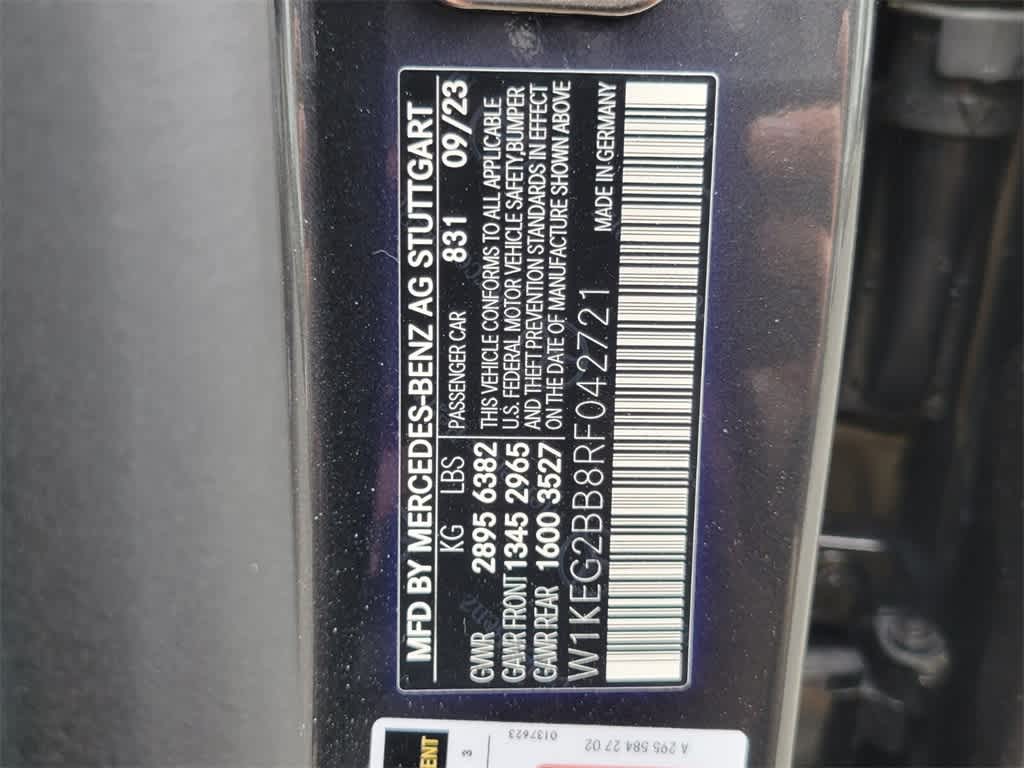 MFD BY MERCEDES-BENZ AG STUTTGART
KG LBS
PASSENGER CAR 831 09/23
GVWR 2895 6382
GAWR FRONT 1345 2965
GAWR REAR 1600 3527
THIS VEHICLE CONFORMS TO ALL APPLICABLE
U.S. FEDERAL MOTOR VEHICLE SAFETY,BUMPER
AND THEFT PREVENTION STANDARDS IN EFFECT
ON THE DATE OF MANUFACTURE SHOWN ABOVE
W1KEG2BB8RF042721 MADE IN GERMANY
3
0137623
A 295 584 27 02